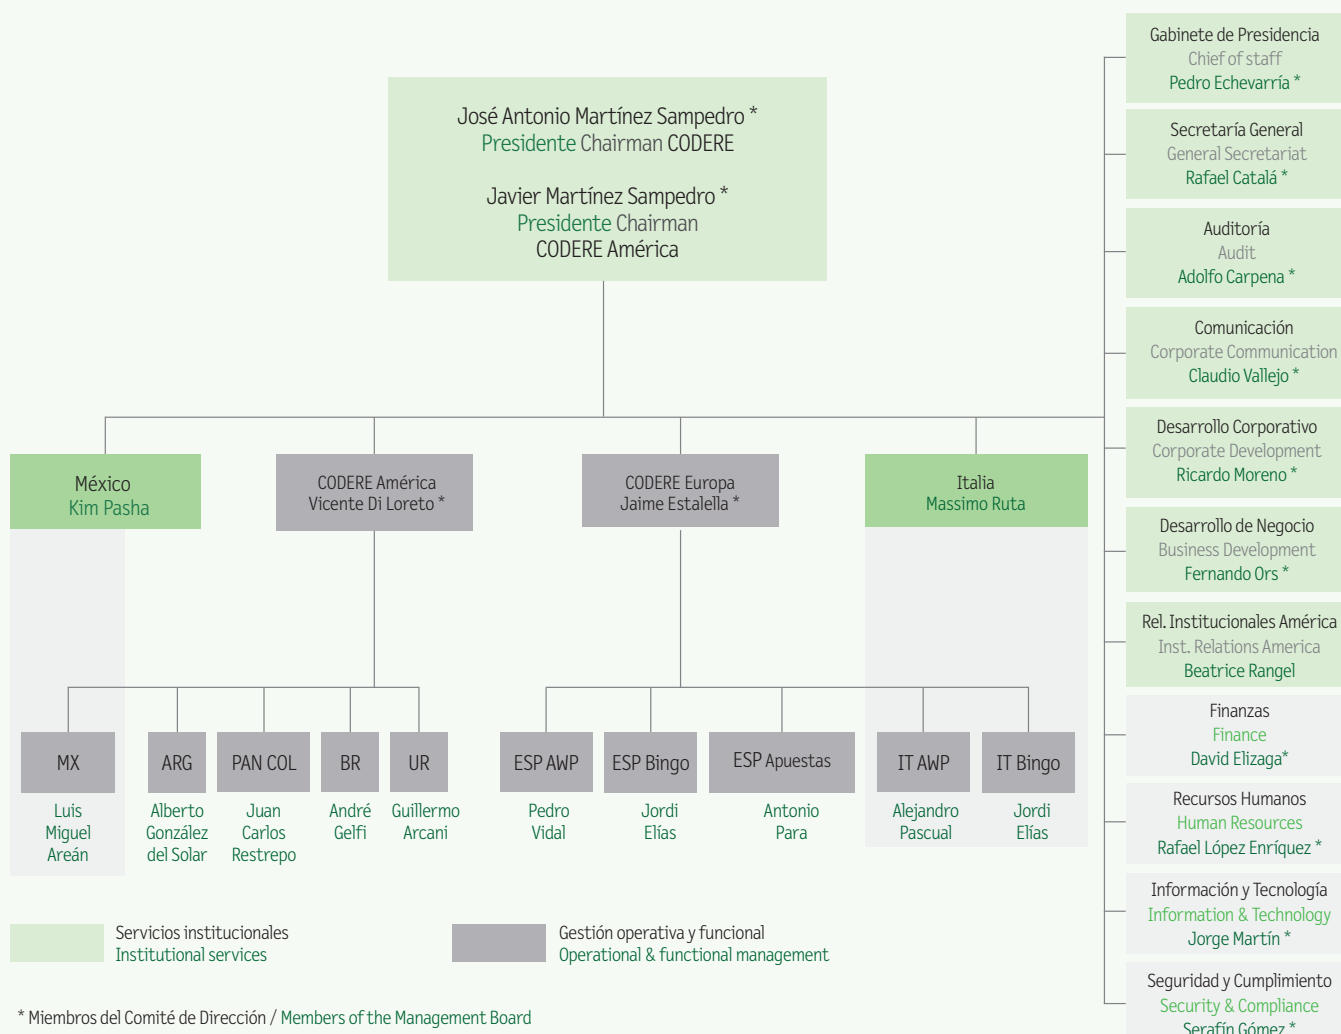 José Antonio Martínez Sampedro *
Presidente Chairman CODERE
Javier Martínez Sampedro *
Presidente Chairman
CODERE América
México
Kim Pasha
CODERE América
Vicente Di Loreto *
CODERE Europa
Jaime Estalella *
Italia
Massimo Ruta
MX
Luis
Miguel
Areán
ARG
Alberto
González
del Solar
PAN COL
Juan
Carlos
Restrepo
BR
André
Gelfi
UR
Guillermo
Arcani
ESP AWP
Pedro
Vidal
ESP Bingo
Jordi
Elías
ESP Apuestas
Antonio
Para
IT AWP
Alejandro
Pascual
IT Bingo
Jordi
Elías
Gabinete de Presidencia
Chief of staff
Pedro Echevarría *
Secretaría General
General Secretariat
Rafael Catalá *
Auditoría
Audit
Adolfo Carpena *
Comunicación
Corporate Communication
Claudio Vallejo *
Desarrollo Corporativo
Corporate Development
Ricardo Moreno *
Desarrollo de Negocio
Business Development
Fernando Ors *
Rel. Institucionales América
Inst. Relations America
Beatrice Rangel
Finanzas
Finance
David Elizaga*
Recursos Humanos
Human Resources
Rafael López Enríquez *
Información y Tecnología
Information & Technology
Jorge Martín *
Seguridad y Cumplimiento
Security & Compliance
Serafín Gómez *
Servicios institucionales
Institutional services
Gestión operativa y funcional
Operational & functional management
* Miembros del Comité de Dirección / Members of the Management Board